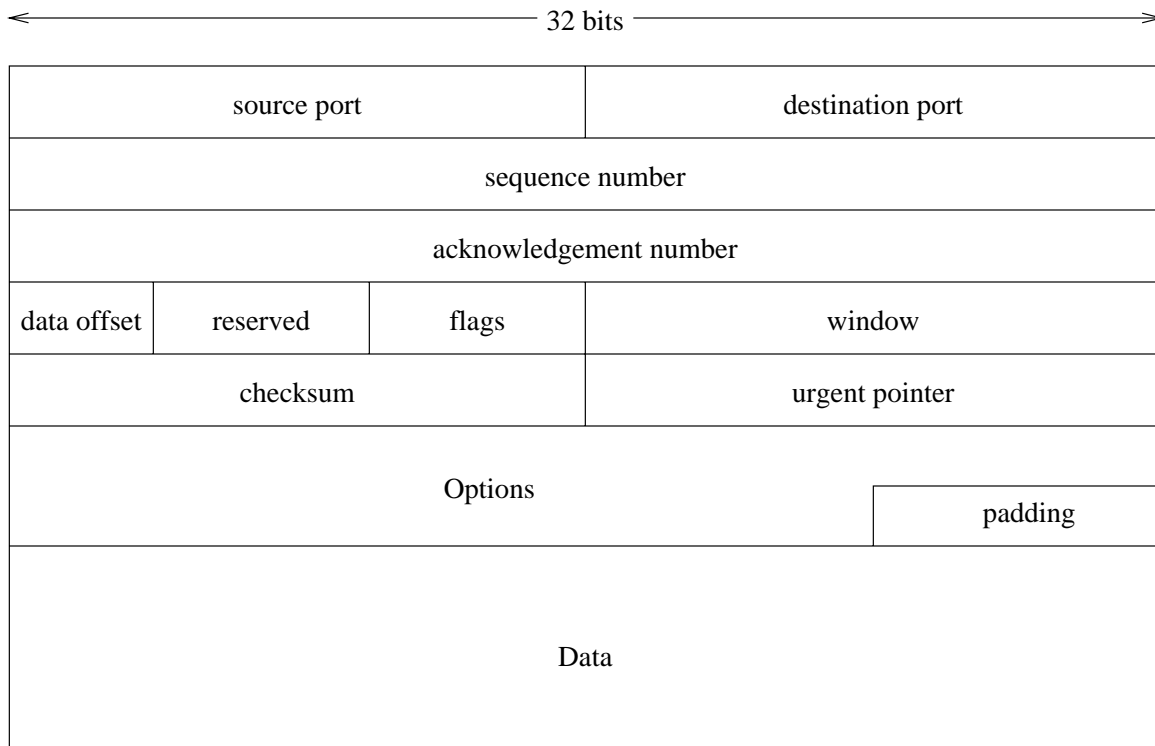 32 bits
source port
destination port
sequence number
acknowledgement number
data offset
reserved
flags
window
checksum
urgent pointer
Options
padding
Data